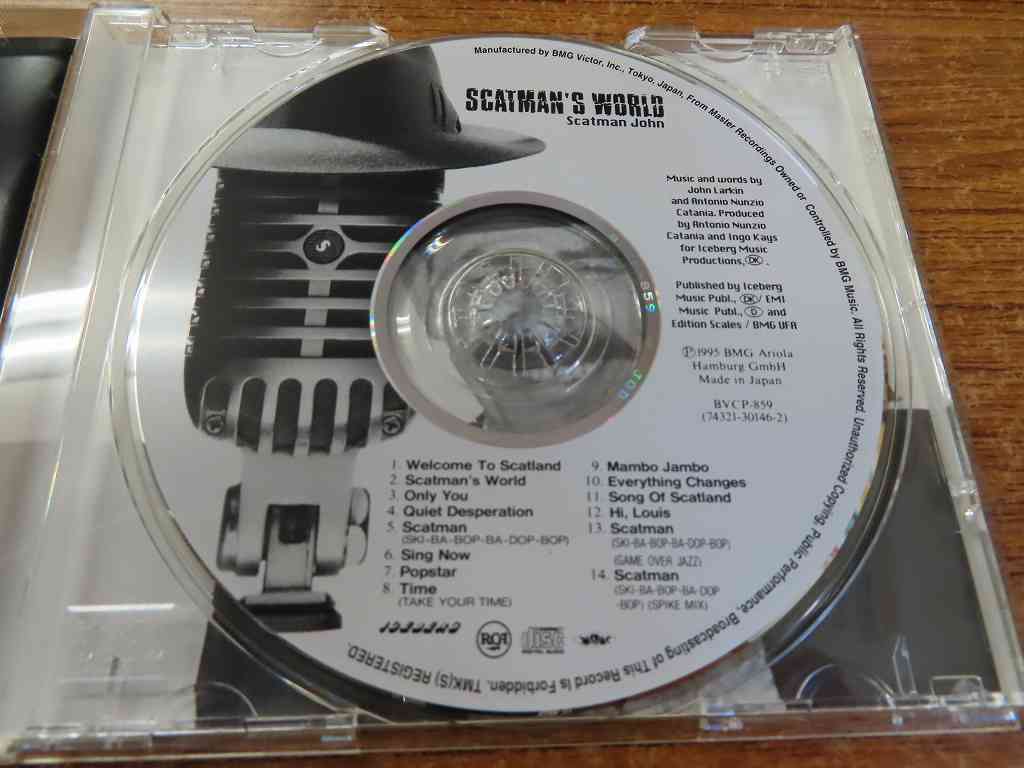 Manufactured by BMG Victor, Inc., Tokyo, Japan, From Master Recordings Owned or Controlled by BMG Music. All Rights Reserved. Unauthorized Copying, Public Performance, Broadcasting of This Record is Forbidden. TMK(S) REGISTERED.
SCATMAN'S WORLD
Scatman John
Music and words by
John Larkin
and Antonio Nunzio
Catania. Produced
by Antonio Nunzio
Catania and Ingo Kays
for Iceberg Music
Productions, DK.
Published by Iceberg
Music Publ., DK/ EMI
Music Publ., D and
Edition Scales / BMG UFA
Ⓟ1995 BMG Ariola
Hamburg GmbH
Made in Japan
BVCP-859
(74321-30146-2)
S
859
1. Welcome To Scatland
2. Scatman's World
3. Only You
4. Quiet Desperation
5. Scatman
(SKI-BA-BOP-BA-DOP-BOP)
6. Sing Now
7. Popstar
8. Time
(TAKE YOUR TIME)
9. Mambo Jambo
10. Everything Changes
11. Song Of Scatland
12. Hi, Louis
13. Scatman
(SKI-BA-BOP-BA-DOP-BOP)
(GAME OVER JAZZ)
14. Scatman
(SKI-BA-BOP-BA-DOP
-BOP) (SPIKE MIX)
RCA
disc
DIGITAL AUDIO